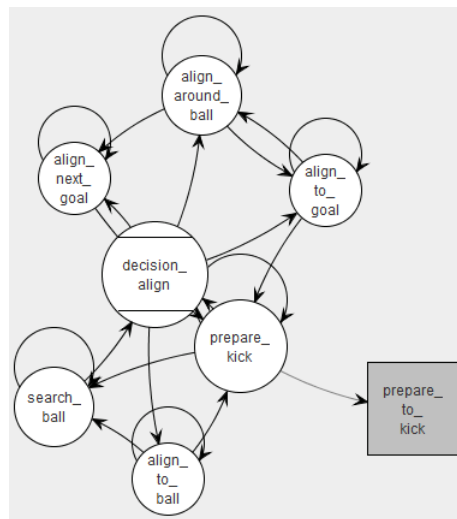 align_
around_
ball
align_
next_
goal
align_
to_
goal
decision_
align
prepare_
kick
search_
ball
prepare_
to_
kick
align_
to_
ball